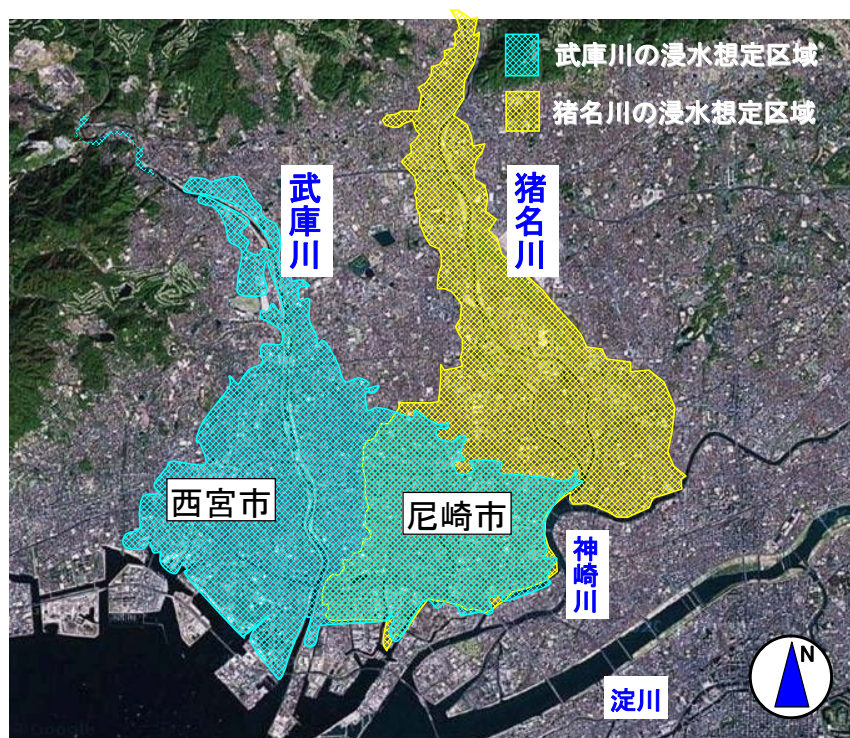 武庫川の浸水想定区域
猪名川の浸水想定区域
武庫川
猪名川
西宮市
尼崎市
神崎川
淀川
N
Google